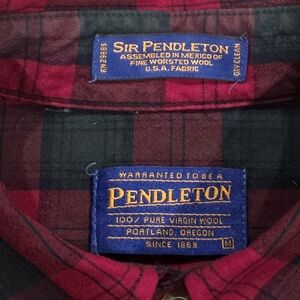 SIR PENDLETON
ASSEMBLED IN MEXICO OF
FINE WORSTED WOOL
U.S.A. FABRIC
RN 29685
DRY CLEAN
WARRANTED TO BE A
PENDLETON
100% PURE VIRGIN WOOL
PORTLAND, OREGON
SINCE 1863
M